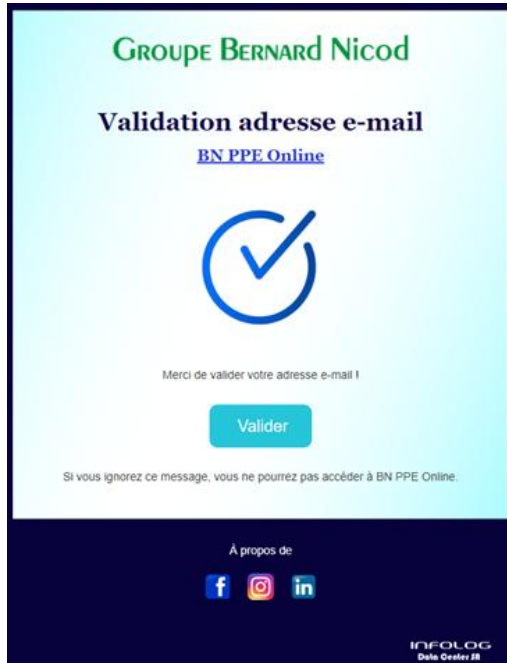 Groupe Bernard Nicod
Validation adresse e-mail
BN PPE Online
Merci de valider votre adresse e-mail !
Valider
Si vous ignorez ce message, vous ne pourrez pas accéder à BN PPE Online.
À propos de
f
in
INFOLOG
Data Center SA